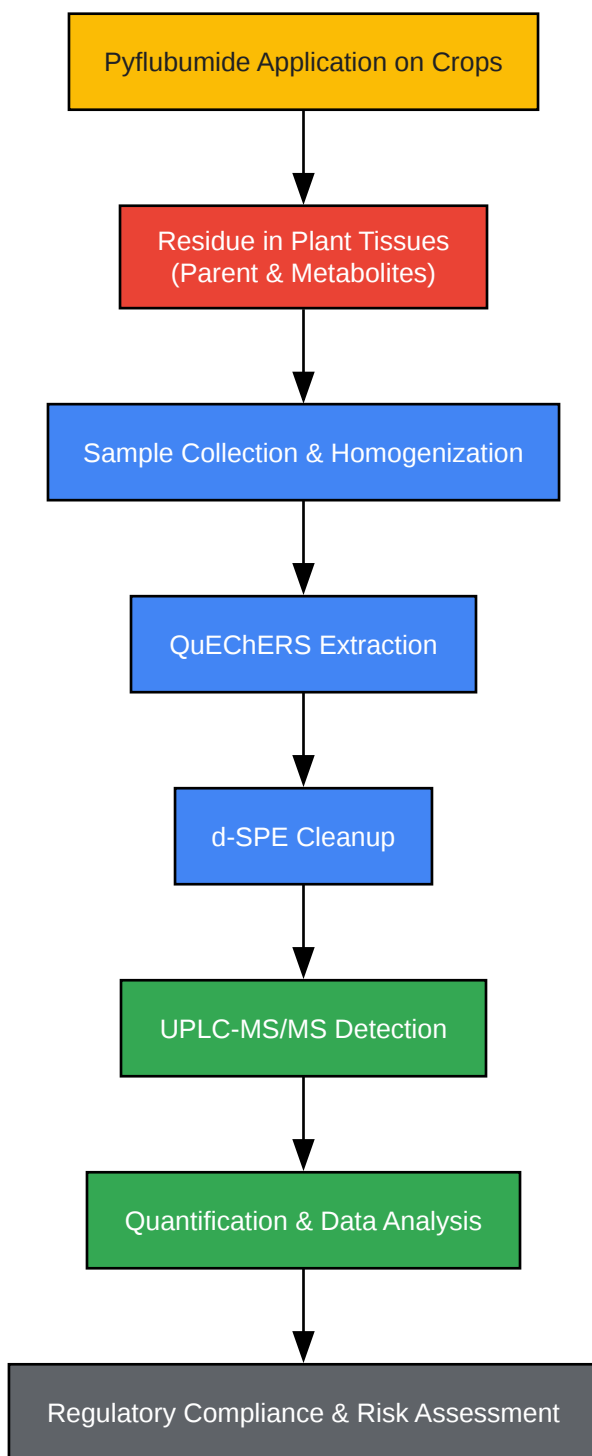 Pyflubumide Application on Crops
Residue in Plant Tissues
(Parent & Metabolites)
Sample Collection & Homogenization
QuEChERS Extraction
d-SPE Cleanup
UPLC-MS/MS Detection
Quantification & Data Analysis
Regulatory Compliance & Risk Assessment